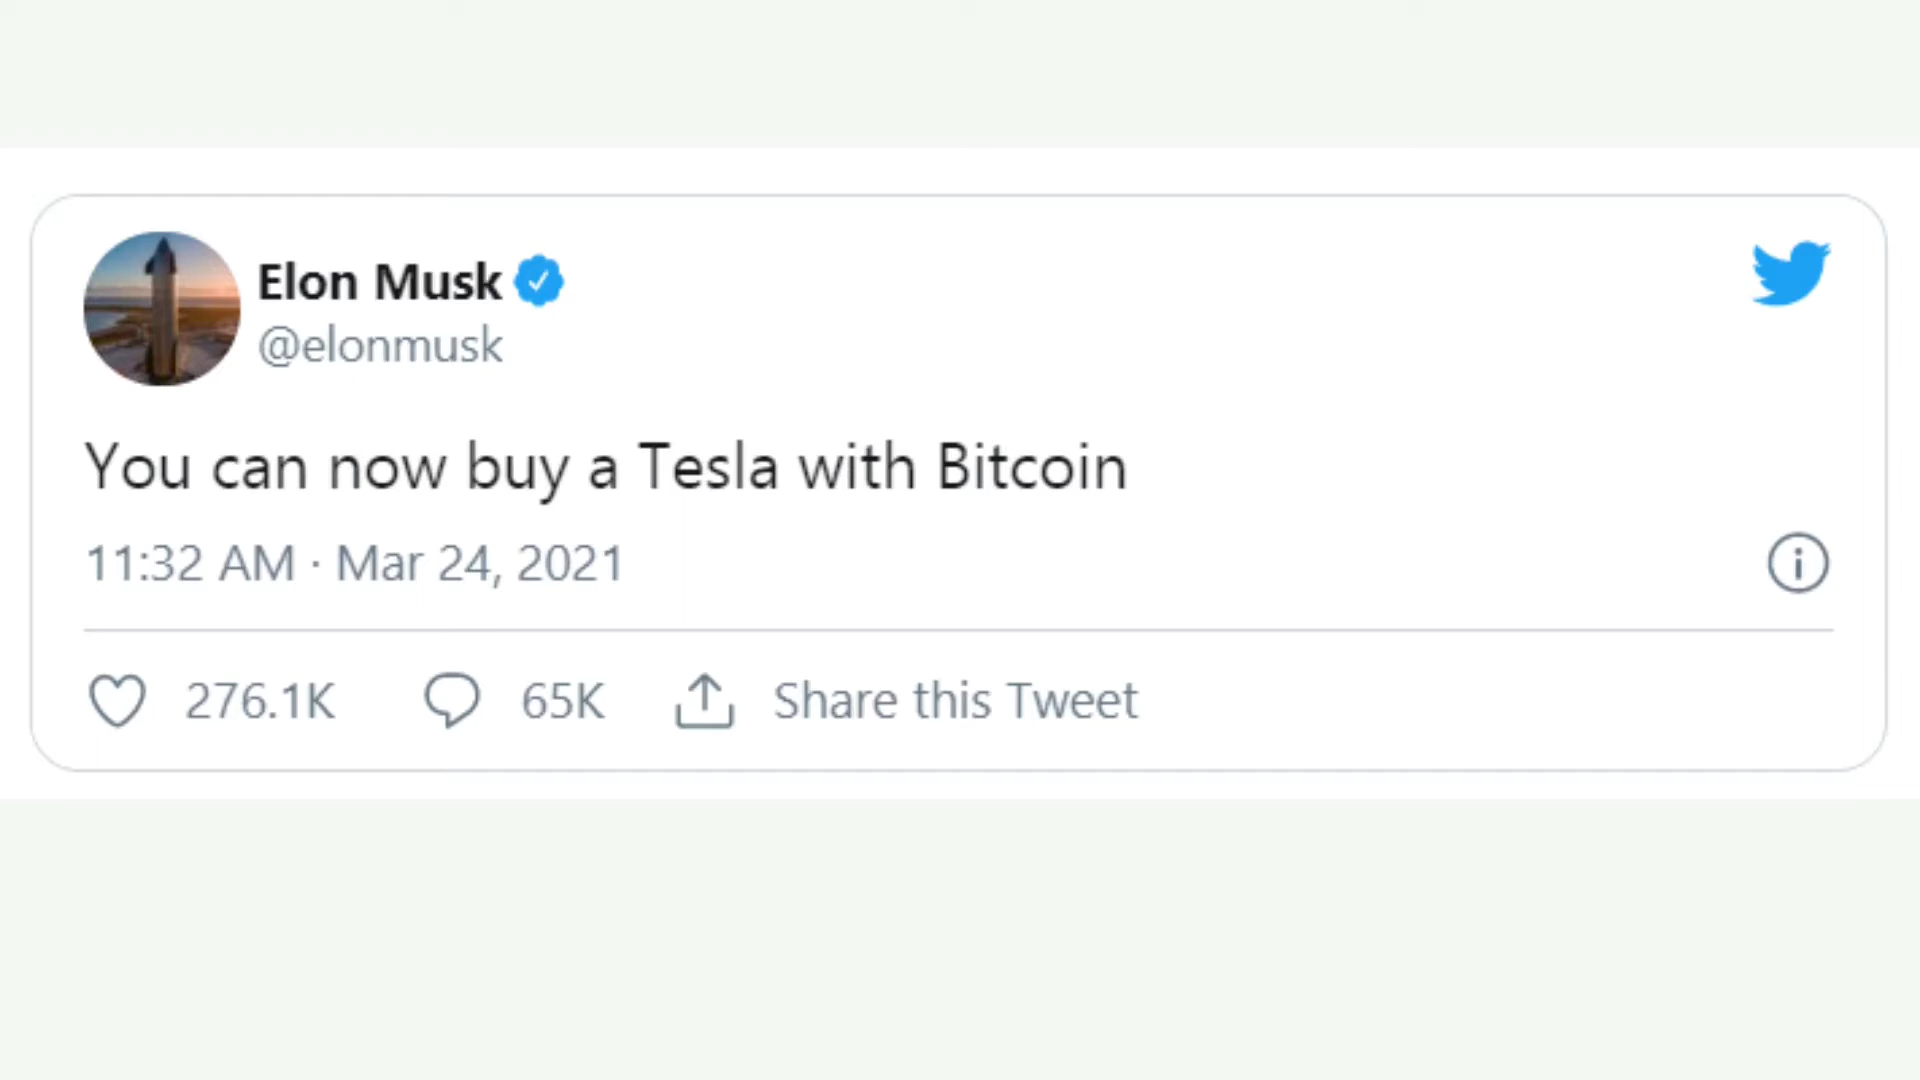 Elon Musk
@elonmusk
You can now buy a Tesla with Bitcoin
11:32 AM · Mar 24, 2021
276.1K 65K Share this Tweet